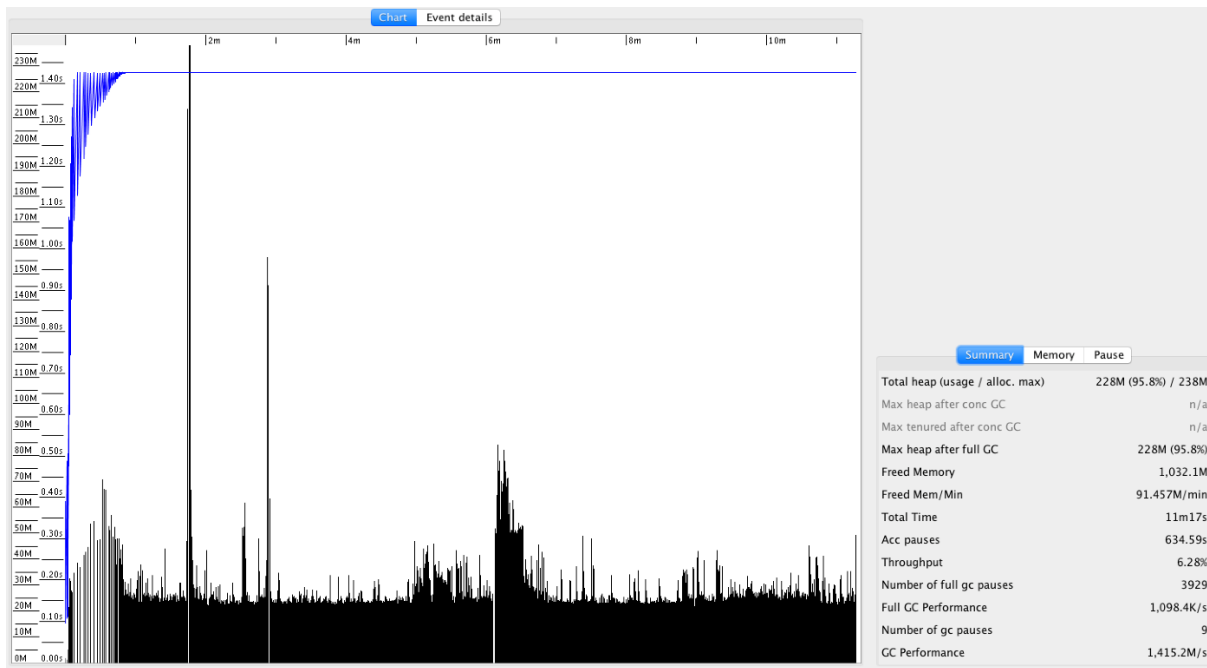 Chart Event details
2m 4m 6m 8m 10m
230M
1.40s
220M
210M
1.30s
200M
190M 1.20s
180M
1.10s
170M
160M 1.00s
150M
0.90s
140M
130M
0.80s
120M
0.70s
110M
100M
0.60s
90M
80M 0.50s
70M
0.40s
60M
50M 0.30s
40M
30M 0.20s
20M
0.10s
10M
0M 0.00s
Summary Memory Pause
Total heap (usage / alloc. max) 228M (95.8%) / 238M
Max heap after conc GC n/a
Max tenured after conc GC n/a
Max heap after full GC 228M (95.8%)
Freed Memory 1,032.1M
Freed Mem/Min 91.457M/min
Total Time 11m17s
Acc pauses 634.59s
Throughput 6.28%
Number of full gc pauses 3929
Full GC Performance 1,098.4K/s
Number of gc pauses 9
GC Performance 1,415.2M/s